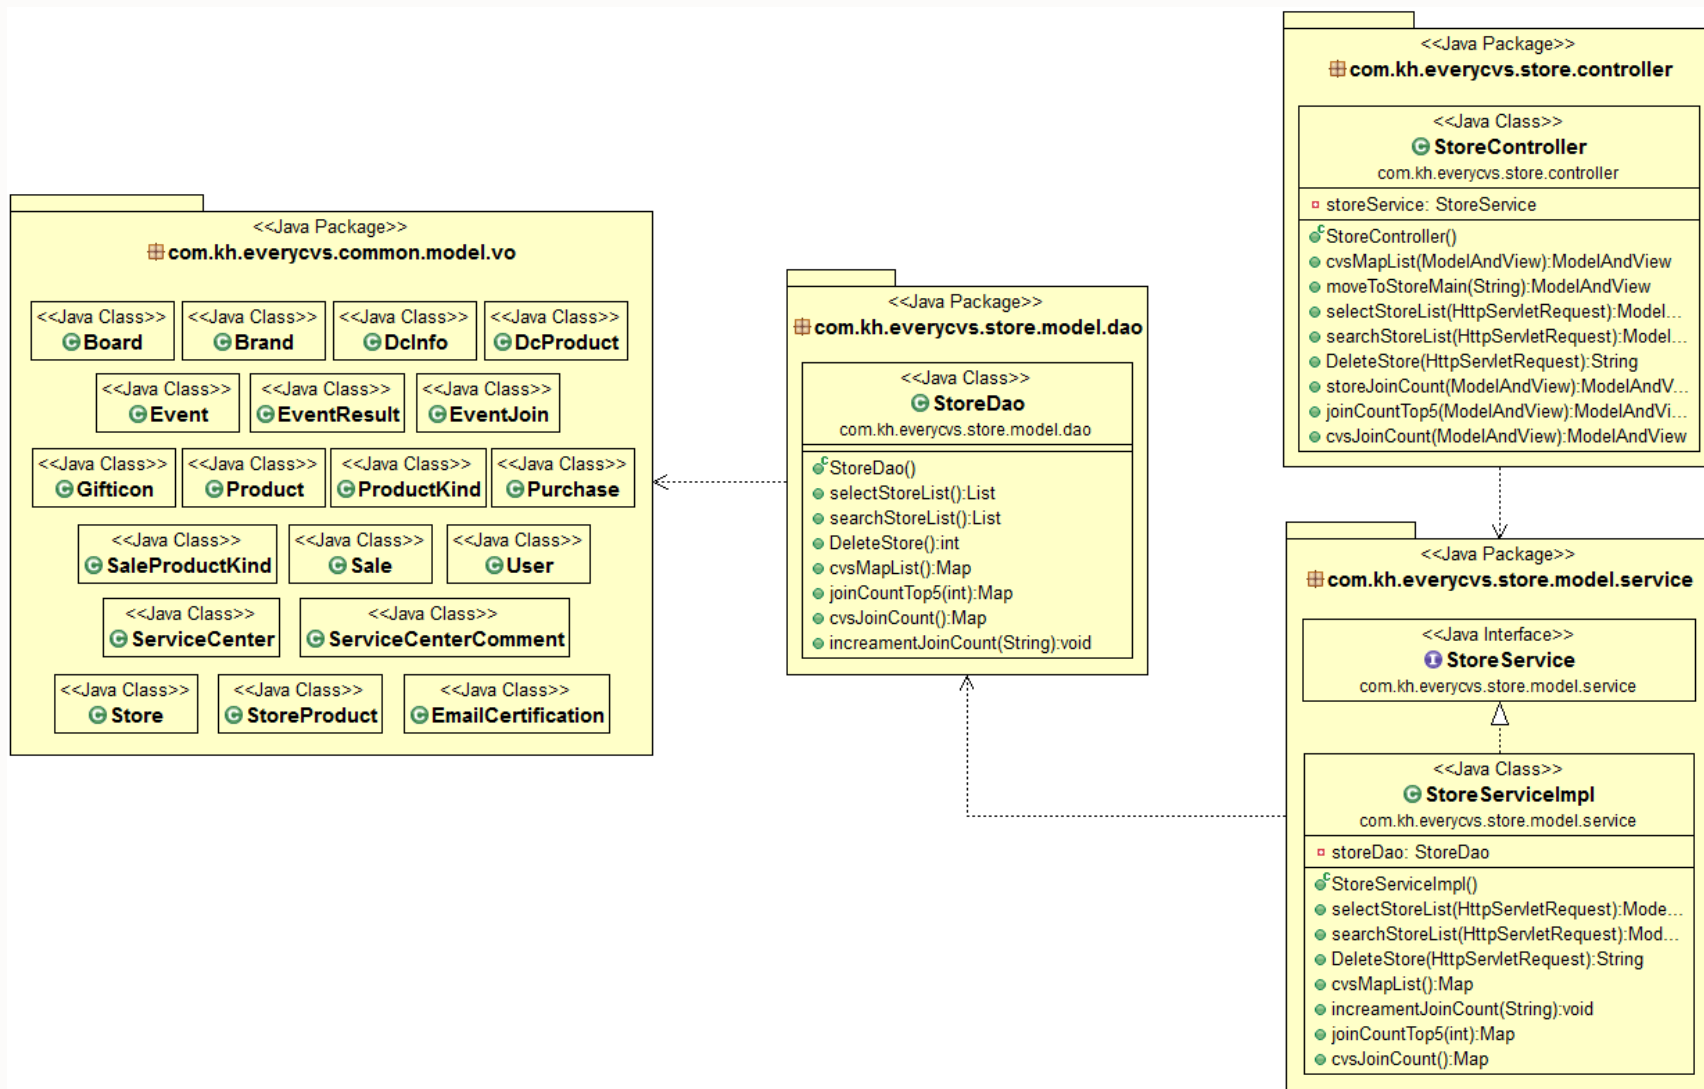 <<Java Package>>
com.kh.everycvs.common.model.vo
<<Java Class>> <<Java Class>> <<Java Class>> <<Java Class>>
Board Brand DcInfo DcProduct
<<Java Class>> <<Java Class>> <<Java Class>>
Event EventResult EventJoin
<<Java Class>> <<Java Class>> <<Java Class>> <<Java Class>>
Gifticon Product ProductKind Purchase
<<Java Class>> <<Java Class>> <<Java Class>>
SaleProductKind Sale User
<<Java Class>> <<Java Class>>
ServiceCenter ServiceCenterComment
<<Java Class>> <<Java Class>> <<Java Class>>
Store StoreProduct EmailCertification
<<Java Package>>
com.kh.everycvs.store.model.dao
<<Java Class>>
StoreDao
com.kh.everycvs.store.model.dao
StoreDao()
selectStoreList():List
searchStoreList():List
DeleteStore():int
cvsMapList():Map
joinCountTop5(int):Map
cvsJoinCount():Map
increamentJoinCount(String):void
<<Java Package>>
com.kh.everycvs.store.controller
<<Java Class>>
StoreController
com.kh.everycvs.store.controller
storeService: StoreService
StoreController()
cvsMapList(ModelAndView):ModelAndView
moveToStoreMain(String):ModelAndView
selectStoreList(HttpServletRequest):Model...
searchStoreList(HttpServletRequest):Model...
DeleteStore(HttpServletRequest):String
storeJoinCount(ModelAndView):ModelAndV...
joinCountTop5(ModelAndView):ModelAndVi...
cvsJoinCount(ModelAndView):ModelAndView
<<Java Package>>
com.kh.everycvs.store.model.service
<<Java Interface>>
StoreService
com.kh.everycvs.store.model.service
<<Java Class>>
StoreServiceImpl
com.kh.everycvs.store.model.service
storeDao: StoreDao
StoreServiceImpl()
selectStoreList(HttpServletRequest):Mode...
searchStoreList(HttpServletRequest):Mod...
DeleteStore(HttpServletRequest):String
cvsMapList():Map
increamentJoinCount(String):void
joinCountTop5(int):Map
cvsJoinCount():Map